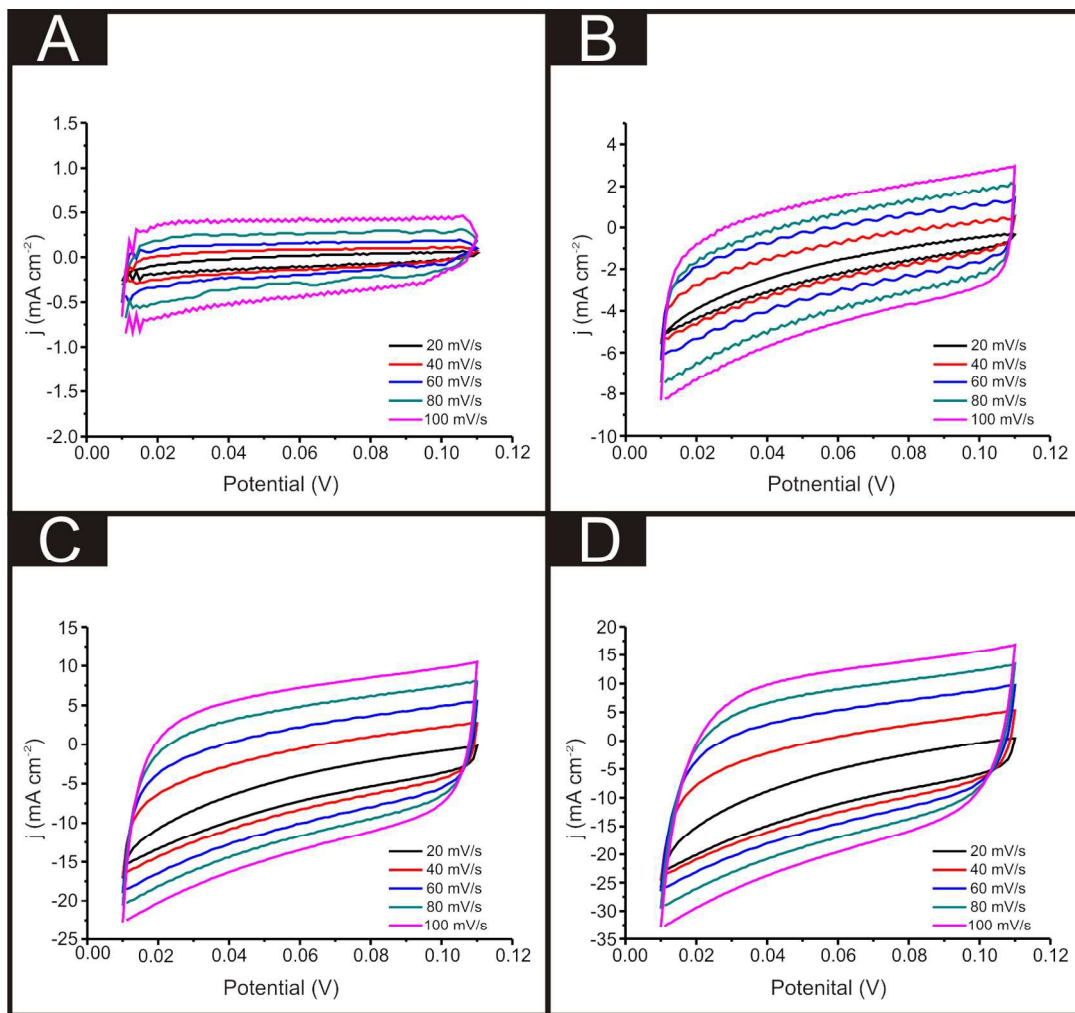 A
1.5
1.0
0.5
0.0
-0.5
-1.0
-1.5
-2.0
j (mA cm⁻²)
0.00 0.02 0.04 0.06 0.08 0.10 0.12
Potential (V)
20 mV/s
40 mV/s
60 mV/s
80 mV/s
100 mV/s
B
4
2
0
-2
-4
-6
-8
-10
j (mA cm⁻²)
0.00 0.02 0.04 0.06 0.08 0.10 0.12
Potnential (V)
20 mV/s
40 mV/s
60 mV/s
80 mV/s
100 mV/s
C
15
10
5
0
-5
-10
-15
-20
-25
j (mA cm⁻²)
0.00 0.02 0.04 0.06 0.08 0.10 0.12
Potential (V)
20 mV/s
40 mV/s
60 mV/s
80 mV/s
100 mV/s
D
20
15
10
5
0
-5
-10
-15
-20
-25
-30
-35
j (mA cm⁻²)
0.00 0.02 0.04 0.06 0.08 0.10 0.12
Potenital (V)
20 mV/s
40 mV/s
60 mV/s
80 mV/s
100 mV/s